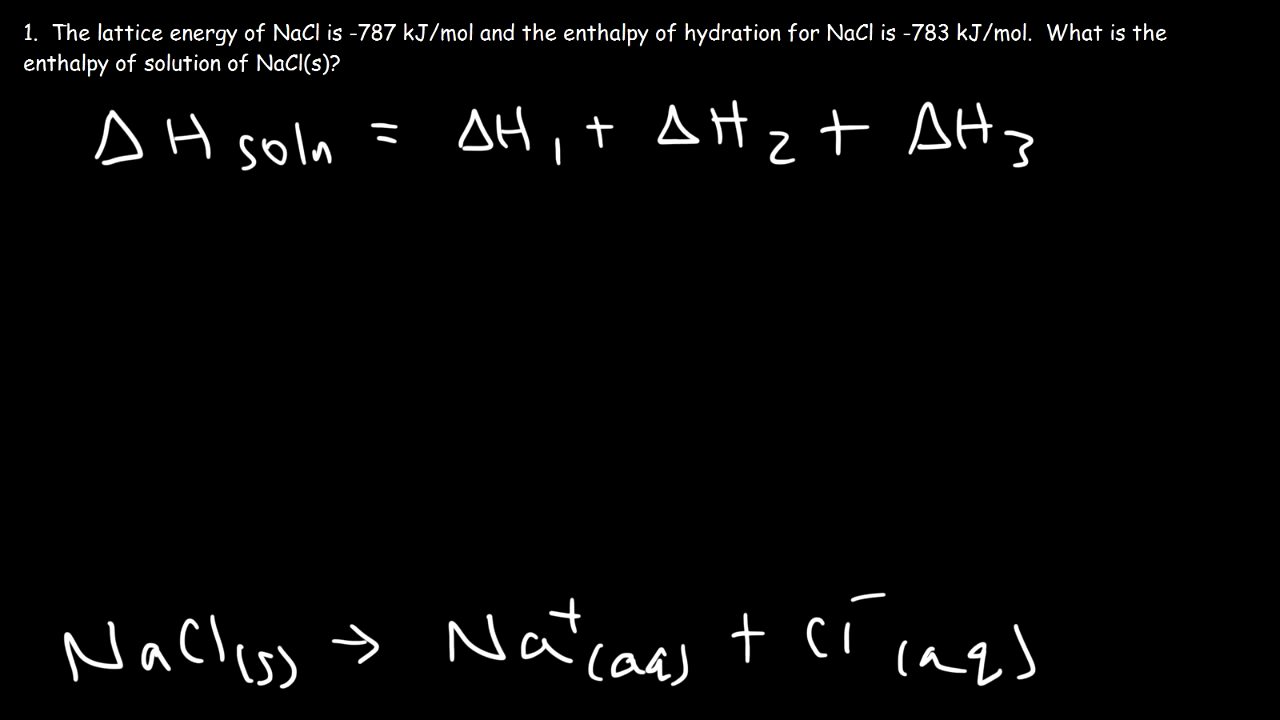 1. The lattice energy of NaCl is -787 kJ/mol and the enthalpy of hydration for NaCl is -783 kJ/mol. What is the
enthalpy of solution of NaCl(s)?
ΔH soln = ΔH₁ + ΔH₂ + ΔH₃
NaCl(s) → Na⁺(aq) + Cl⁻(aq)